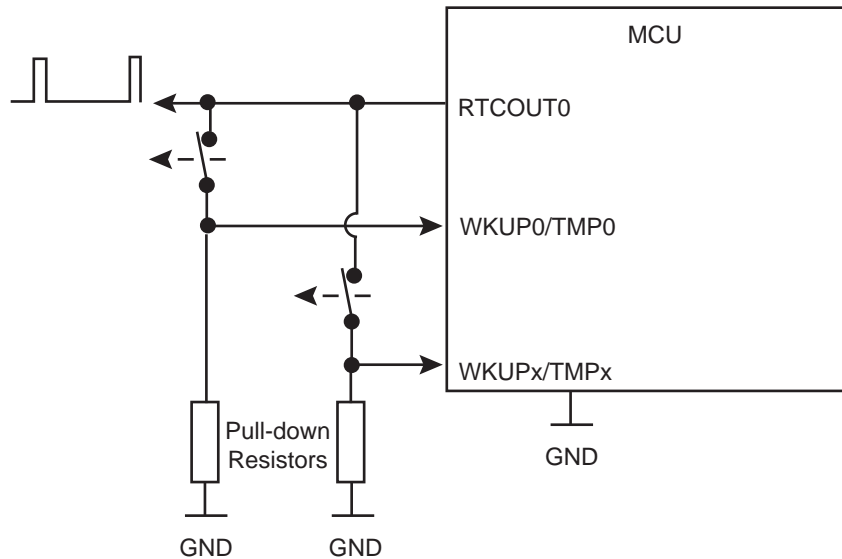 MCU
RTCOUT0
WKUP0/TMP0
WKUPx/TMPx
Pull-down
Resistors
GND
GND
GND